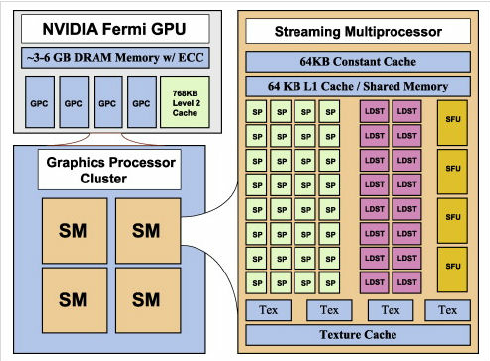 NVIDIA Fermi GPU
~3-6 GB DRAM Memory w/ ECC
GPC GPC GPC GPC 768KB
Level 2
Cache
Graphics Processor
Cluster
SM SM
SM SM
Streaming Multiprocessor
64KB Constant Cache
64 KB L1 Cache / Shared Memory
SP SP SP SP LDST LDST SFU
SP SP SP SP LDST LDST
SP SP SP SP LDST LDST SFU
SP SP SP SP LDST LDST
SP SP SP SP LDST LDST SFU
SP SP SP SP LDST LDST
SP SP SP SP LDST LDST SFU
SP SP SP SP LDST LDST
Tex Tex Tex Tex
Texture Cache